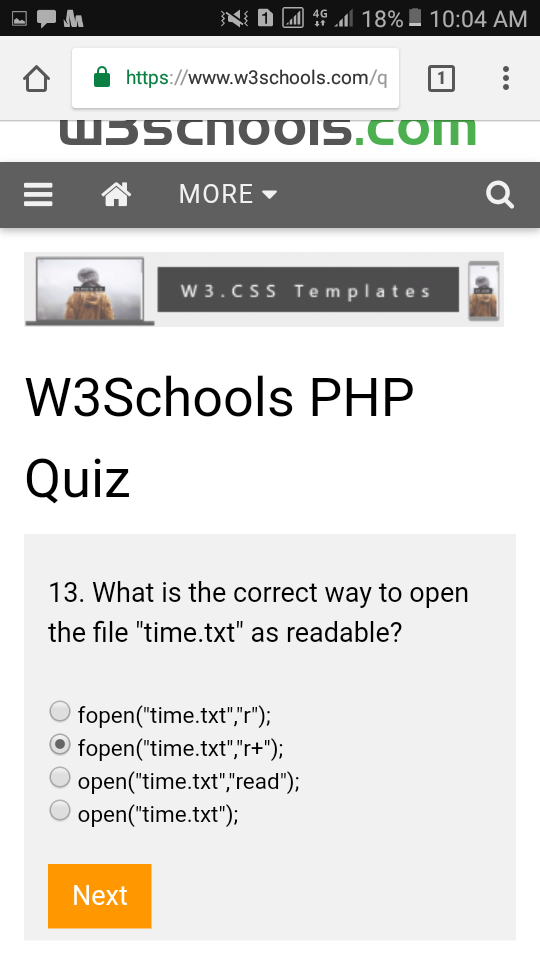 4G 18% 10:04 AM
https://www.w3schools.com/q 1
w3schools.com
MORE
W3.CSS Templates
W3Schools PHP
Quiz
13. What is the correct way to open
the file "time.txt" as readable?
fopen("time.txt","r");
fopen("time.txt","r+");
open("time.txt","read");
open("time.txt");
Next